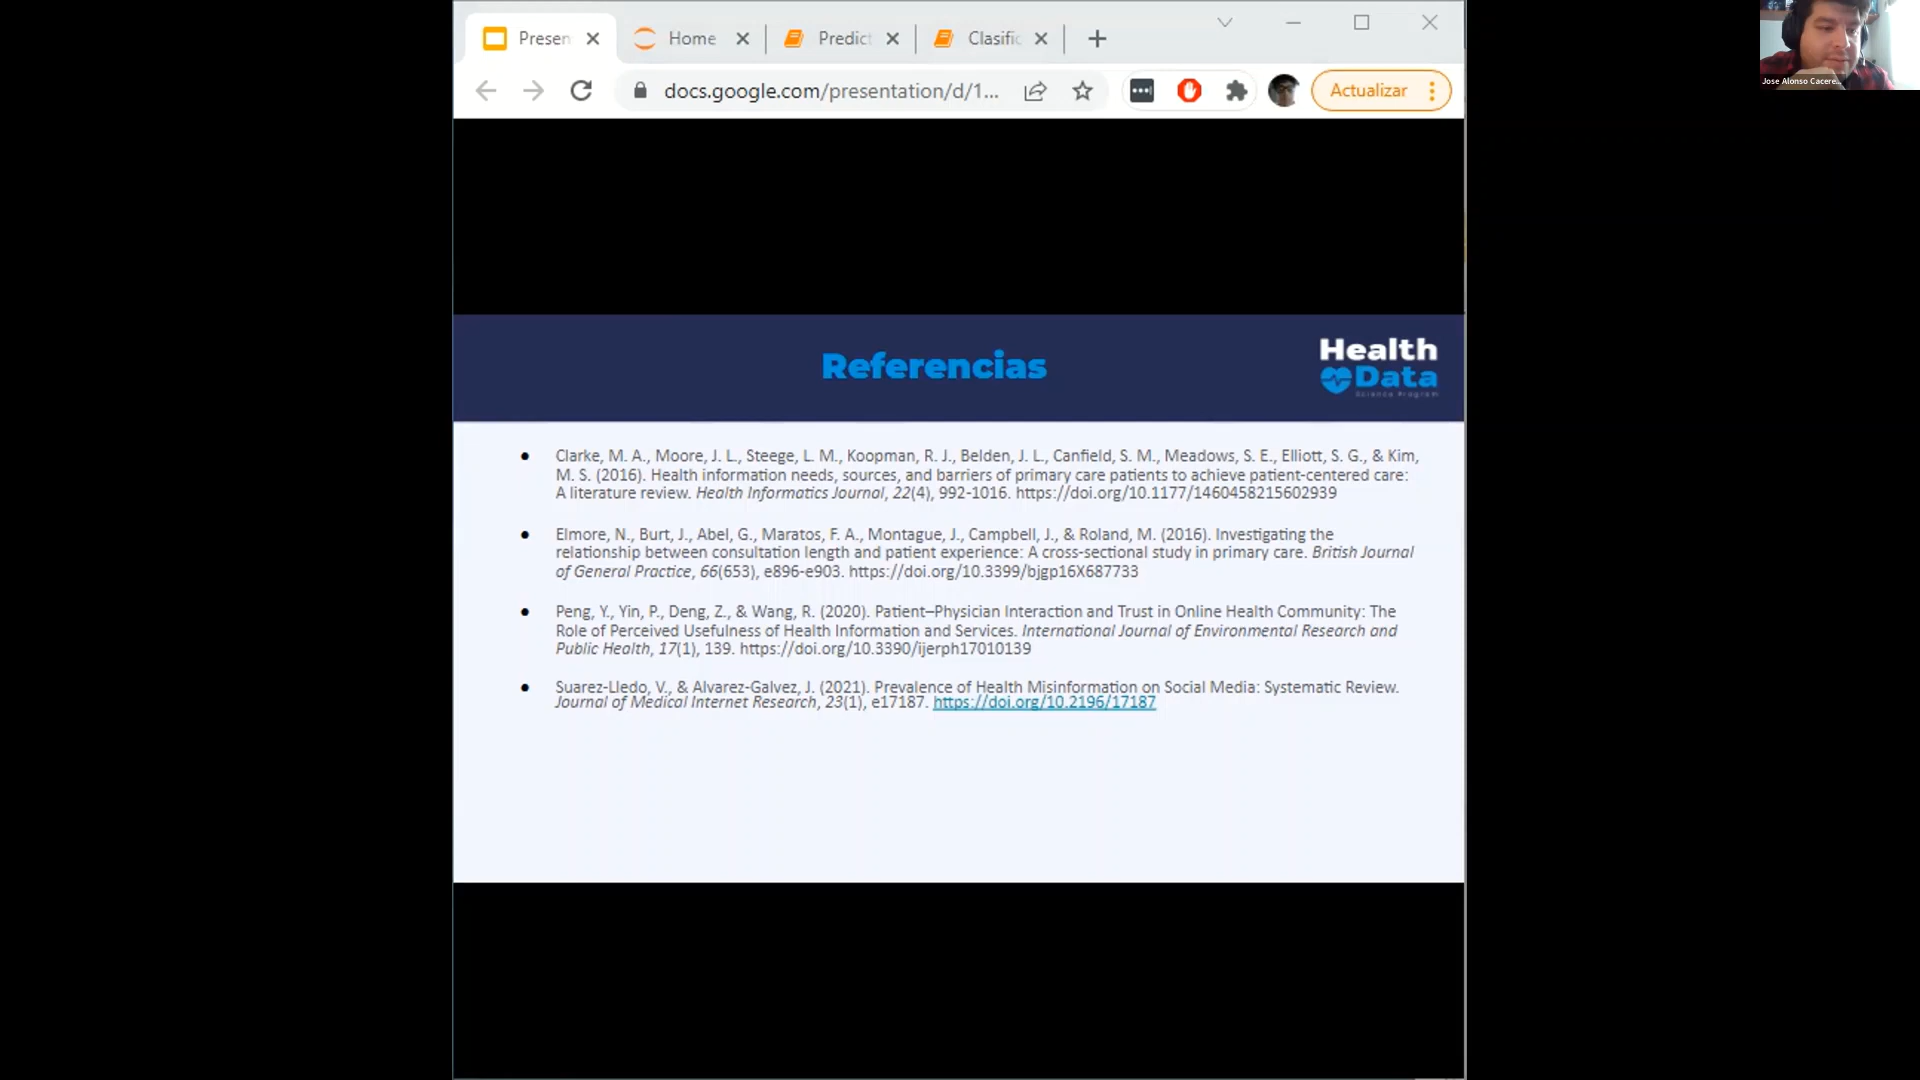 Presen
Home
Predict
Clasific
docs.google.com/presentation/d/1...
Actualizar
Jose Alonso Cacere...
Referencias
Health
Data
Science Program
● Clarke, M. A., Moore, J. L., Steege, L. M., Koopman, R. J., Belden, J. L., Canfield, S. M., Meadows, S. E., Elliott, S. G., & Kim,
M. S. (2016). Health information needs, sources, and barriers of primary care patients to achieve patient-centered care:
A literature review. Health Informatics Journal, 22(4), 992-1016. https://doi.org/10.1177/1460458215602939
● Elmore, N., Burt, J., Abel, G., Maratos, F. A., Montague, J., Campbell, J., & Roland, M. (2016). Investigating the
relationship between consultation length and patient experience: A cross-sectional study in primary care. British Journal
of General Practice, 66(653), e896-e903. https://doi.org/10.3399/bjgp16X687733
● Peng, Y., Yin, P., Deng, Z., & Wang, R. (2020). Patient–Physician Interaction and Trust in Online Health Community: The
Role of Perceived Usefulness of Health Information and Services. International Journal of Environmental Research and
Public Health, 17(1), 139. https://doi.org/10.3390/ijerph17010139
● Suarez-Lledo, V., & Alvarez-Galvez, J. (2021). Prevalence of Health Misinformation on Social Media: Systematic Review.
Journal of Medical Internet Research, 23(1), e17187. https://doi.org/10.2196/17187